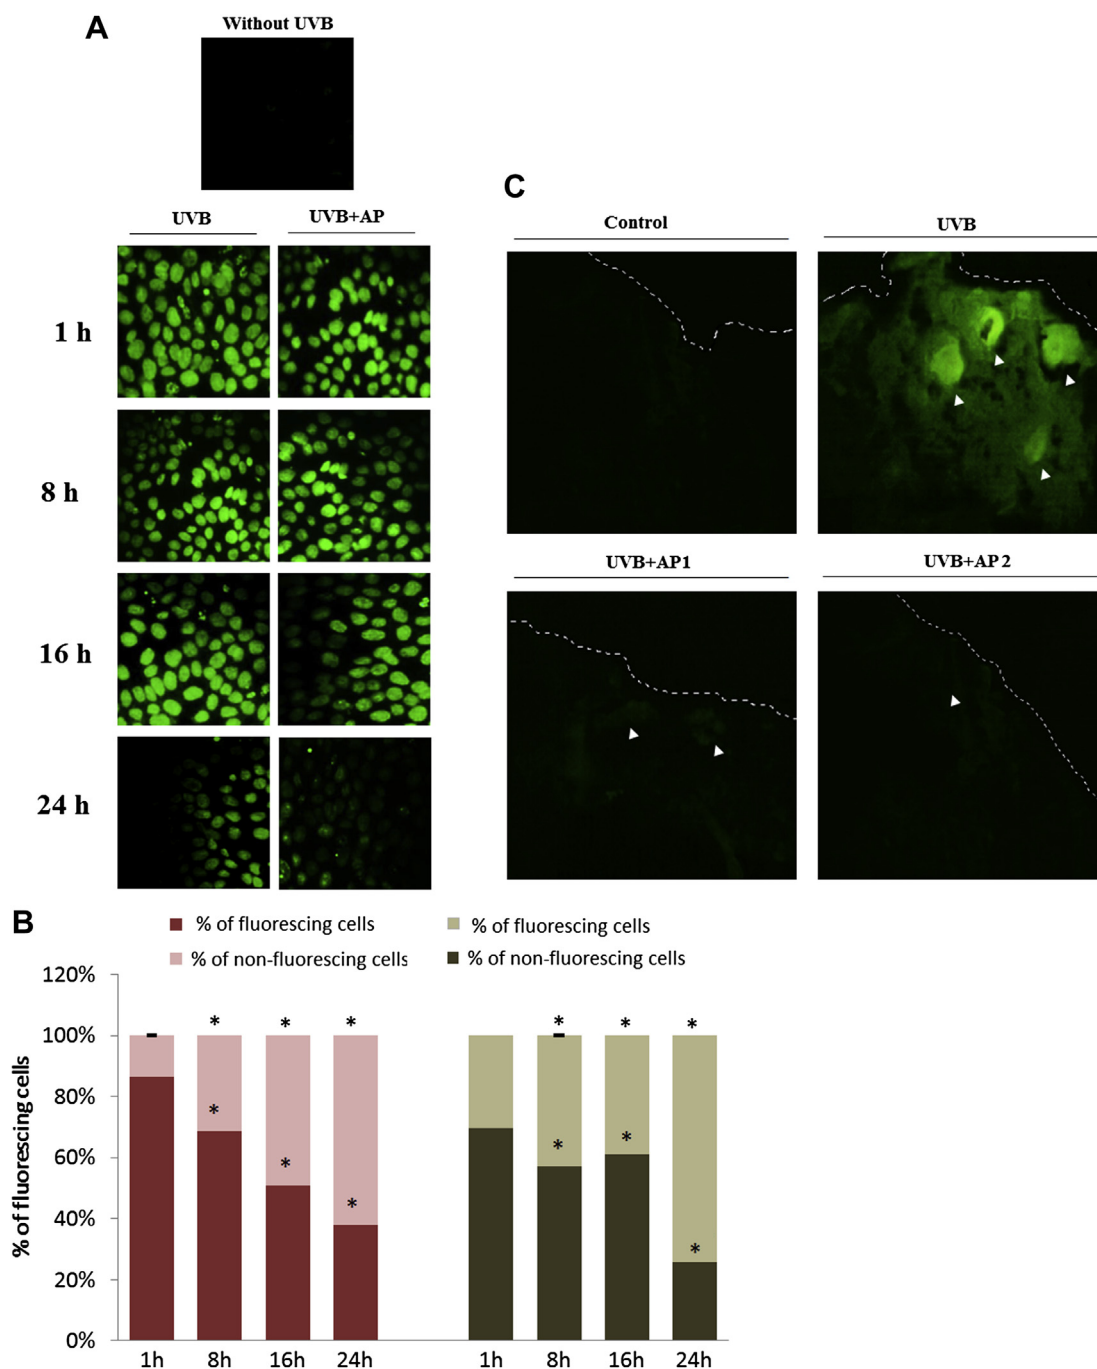 A
Without UVB
UVB
UVB+AP
1 h
8 h
16 h
24 h
C
Control
UVB
UVB+AP1
UVB+AP2
B
% of fluorescing cells
% of fluorescing cells
% of non-fluorescing cells
% of non-fluorescing cells
% of fluorescing cells
120%
100%
80%
60%
40%
20%
0%
* * * * * *
* * * * * *
1h 8h 16h 24h 1h 8h 16h 24h